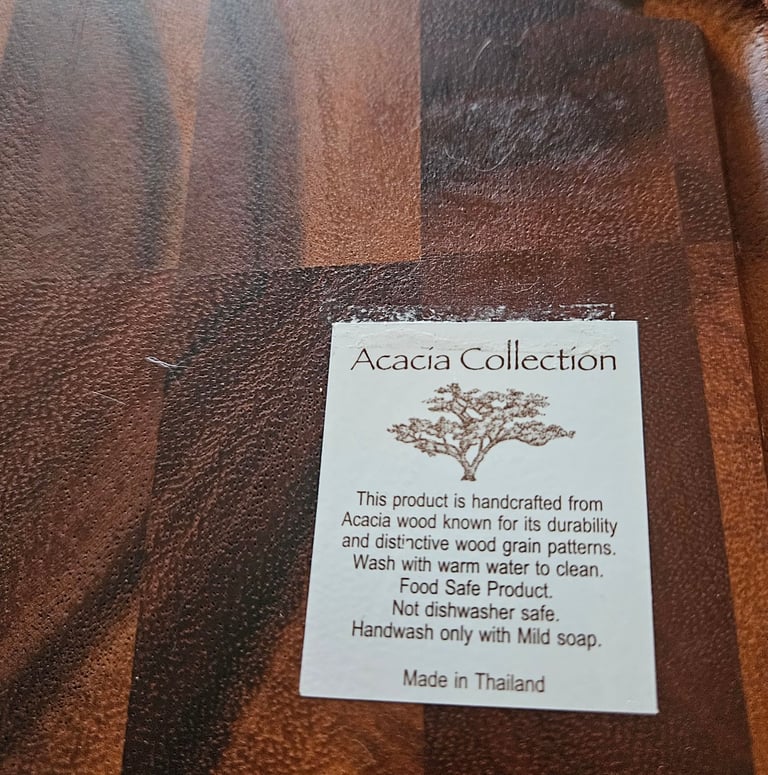 Acacia Collection
This product is handcrafted from
Acacia wood known for its durability
and distinctive wood grain patterns.
Wash with warm water to clean.
Food Safe Product.
Not dishwasher safe.
Handwash only with Mild soap.
Made in Thailand